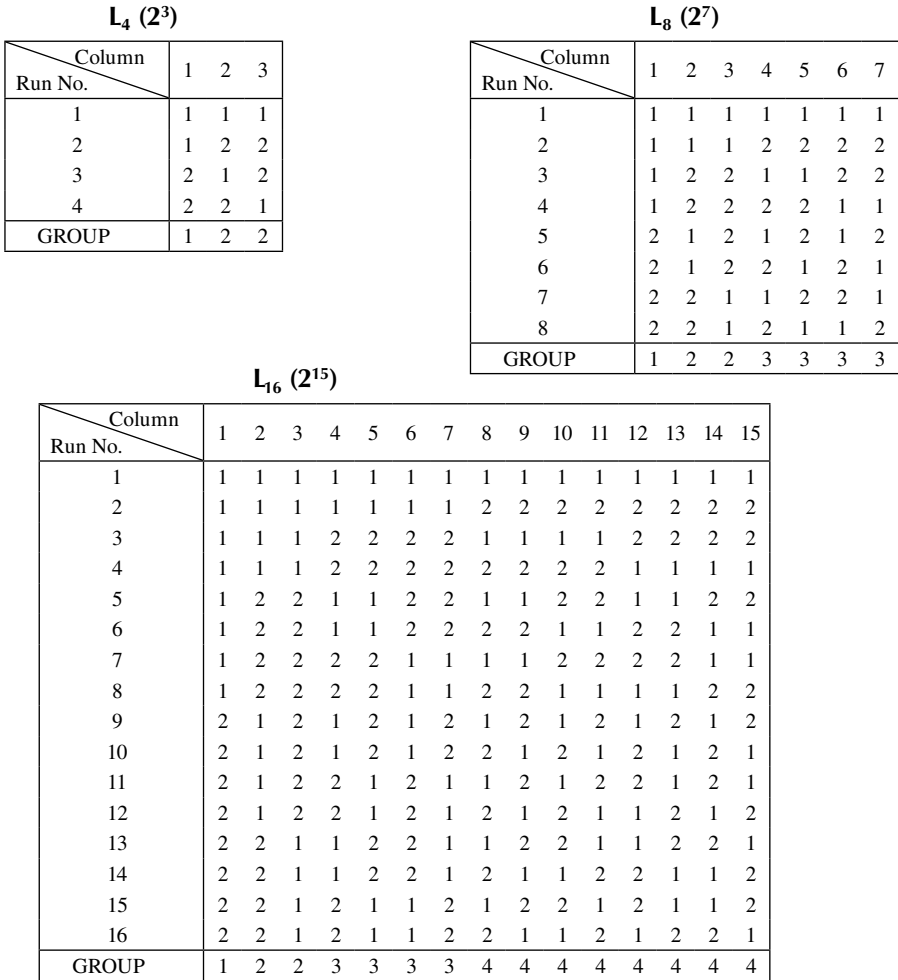 L₄ (2³)
Column
Run No. 1 2 3
1 1 1 1
2 1 2 2
3 2 1 2
4 2 2 1
GROUP 1 2 2
L₈ (2⁷)
Column
Run No. 1 2 3 4 5 6 7
1 1 1 1 1 1 1 1
2 1 1 1 2 2 2 2
3 1 2 2 1 1 2 2
4 1 2 2 2 2 1 1
5 2 1 2 1 2 1 2
6 2 1 2 2 1 2 1
7 2 2 1 1 2 2 1
8 2 2 1 2 1 1 2
GROUP 1 2 2 3 3 3 3
L₁₆ (2¹⁵)
Column
Run No. 1 2 3 4 5 6 7 8 9 10 11 12 13 14 15
1 1 1 1 1 1 1 1 1 1 1 1 1 1 1 1
2 1 1 1 1 1 1 1 2 2 2 2 2 2 2 2
3 1 1 1 2 2 2 2 1 1 1 1 2 2 2 2
4 1 1 1 2 2 2 2 2 2 2 2 1 1 1 1
5 1 2 2 1 1 2 2 1 1 2 2 1 1 2 2
6 1 2 2 1 1 2 2 2 2 1 1 2 2 1 1
7 1 2 2 2 2 1 1 1 1 2 2 2 2 1 1
8 1 2 2 2 2 1 1 2 2 1 1 1 1 2 2
9 2 1 2 1 2 1 2 1 2 1 2 1 2 1 2
10 2 1 2 1 2 1 2 2 1 2 1 2 1 2 1
11 2 1 2 2 1 2 1 1 2 1 2 2 1 2 1
12 2 1 2 2 1 2 1 2 1 2 1 1 2 1 2
13 2 2 1 1 2 2 1 1 2 2 1 1 2 2 1
14 2 2 1 1 2 2 1 2 1 1 2 2 1 1 2
15 2 2 1 2 1 1 2 1 2 2 1 2 1 1 2
16 2 2 1 2 1 1 2 2 1 1 2 1 2 2 1
GROUP 1 2 2 3 3 3 3 4 4 4 4 4 4 4 4